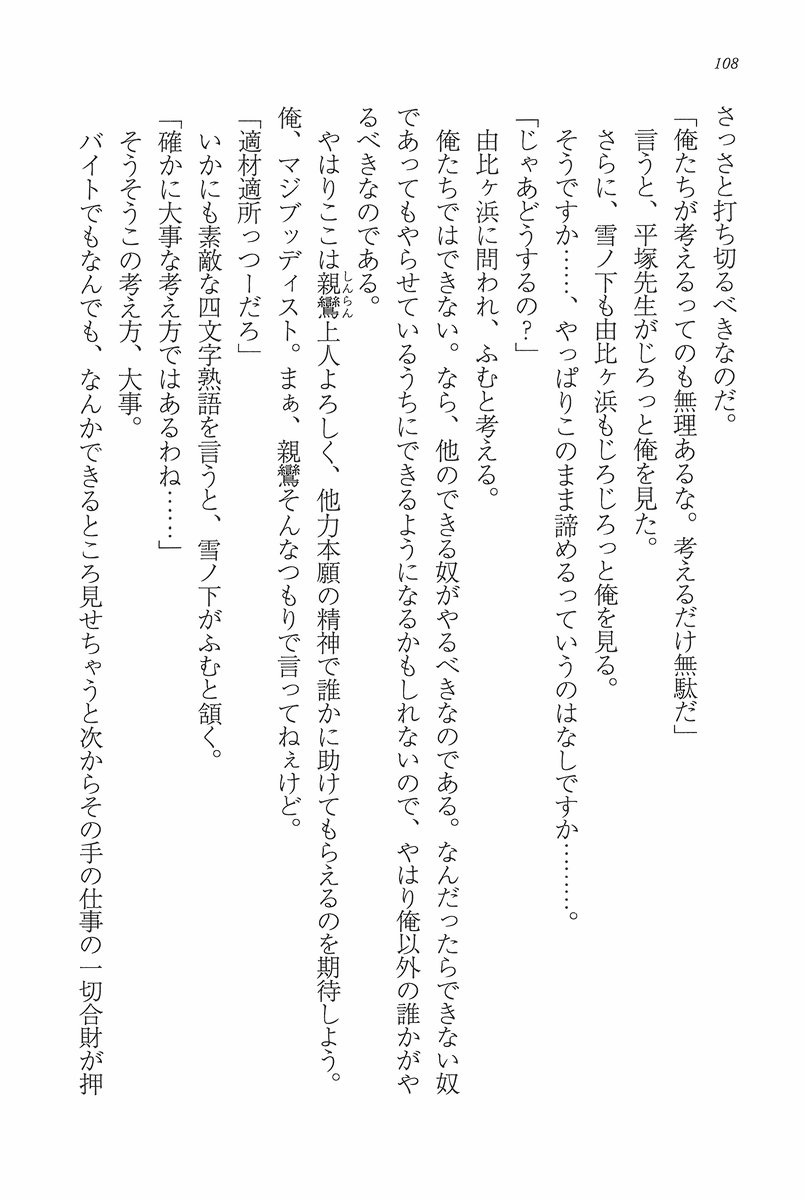 108
さっさと打ち切るべきなのだ。
「俺たちが考えるってのも無理あるな。考えるだけ無駄だ」
言うと、平塚先生がじろっと俺を見た。
さらに、雪ノ下も由比ヶ浜もじろじろっと俺を見る。
そうですか……、やっぱりこのまま諦めるっていうのはなしですか………。
「じゃあどうするの？」
由比ヶ浜に問われ、ふむと考える。
俺たちではできない。なら、他のできる奴がやるべきなのである。なんだったらできない奴
であってもやらせているうちにできるようになるかもしれないので、やはり俺以外の誰かがや
るべきなのである。
やはりここは親鸞しんらん上人よろしく、他力本願の精神で誰かに助けてもらえるのを期待しよう。
俺、マジブッディスト。まぁ、親鸞そんなつもりで言ってねぇけど。
「適材適所っつーだろ」
いかにも素敵な四文字熟語を言うと、雪ノ下がふむと頷く。
「確かに大事な考え方ではあるわね……」
そうそうこの考え方、大事。
バイトでもなんでも、なんかできるところ見せちゃうと次からその手の仕事の一切合財が押